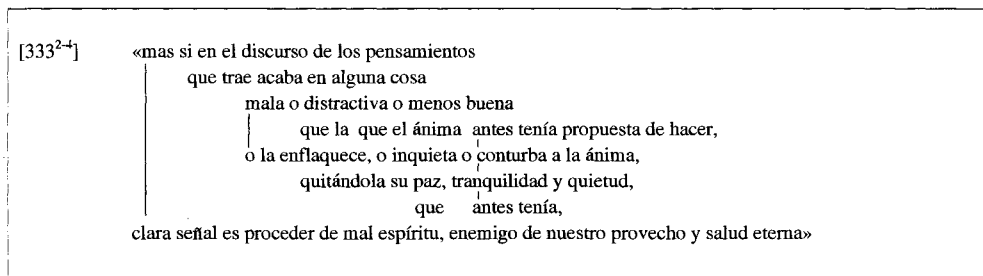 [333²⁻⁴] «mas si en el discurso de los pensamientos
que trae acaba en alguna cosa
mala o distractiva o menos buena
que la que el ánima antes tenía propuesta de hacer,
o la enflaquece, o inquieta o conturba a la ánima,
quitándola su paz, tranquilidad y quietud,
que antes tenía,
clara señal es proceder de mal espíritu, enemigo de nuestro provecho y salud eterna»